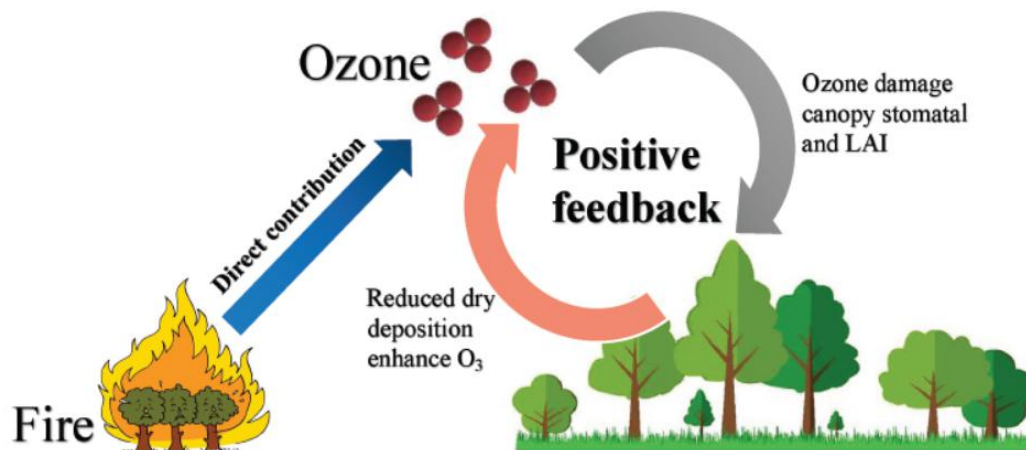 Ozone
Ozone damage
canopy stomatal
and LAI
Positive
feedback
Direct contribution
Reduced dry
deposition
enhance O₃
Fire